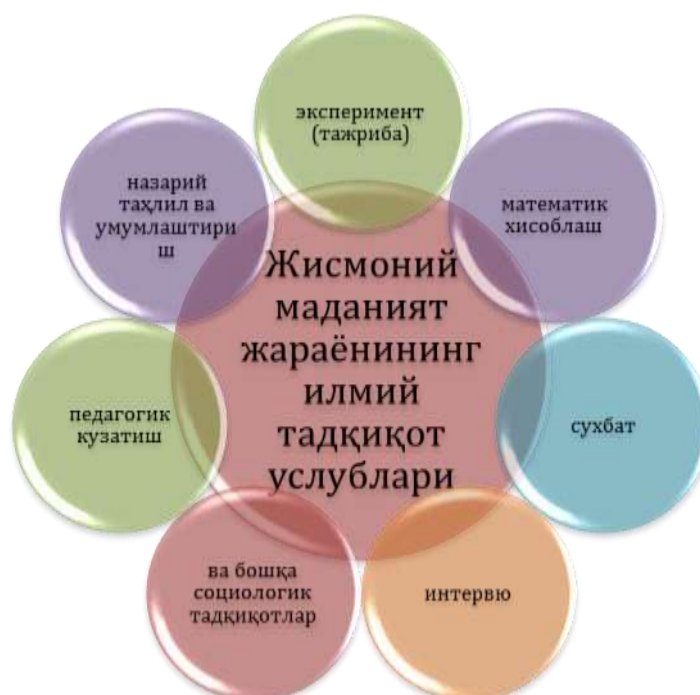 эксперимент
(тажриба)
математик
хисоблаш
сухбат
интервю
ва бошқа
социологик
тадқиқотлар
педагогик
кузатиш
назарий
таҳлил ва
умумлаштири
ш
Жисмоний
маданият
жараёнининг
илмий
тадқиқот
услублари